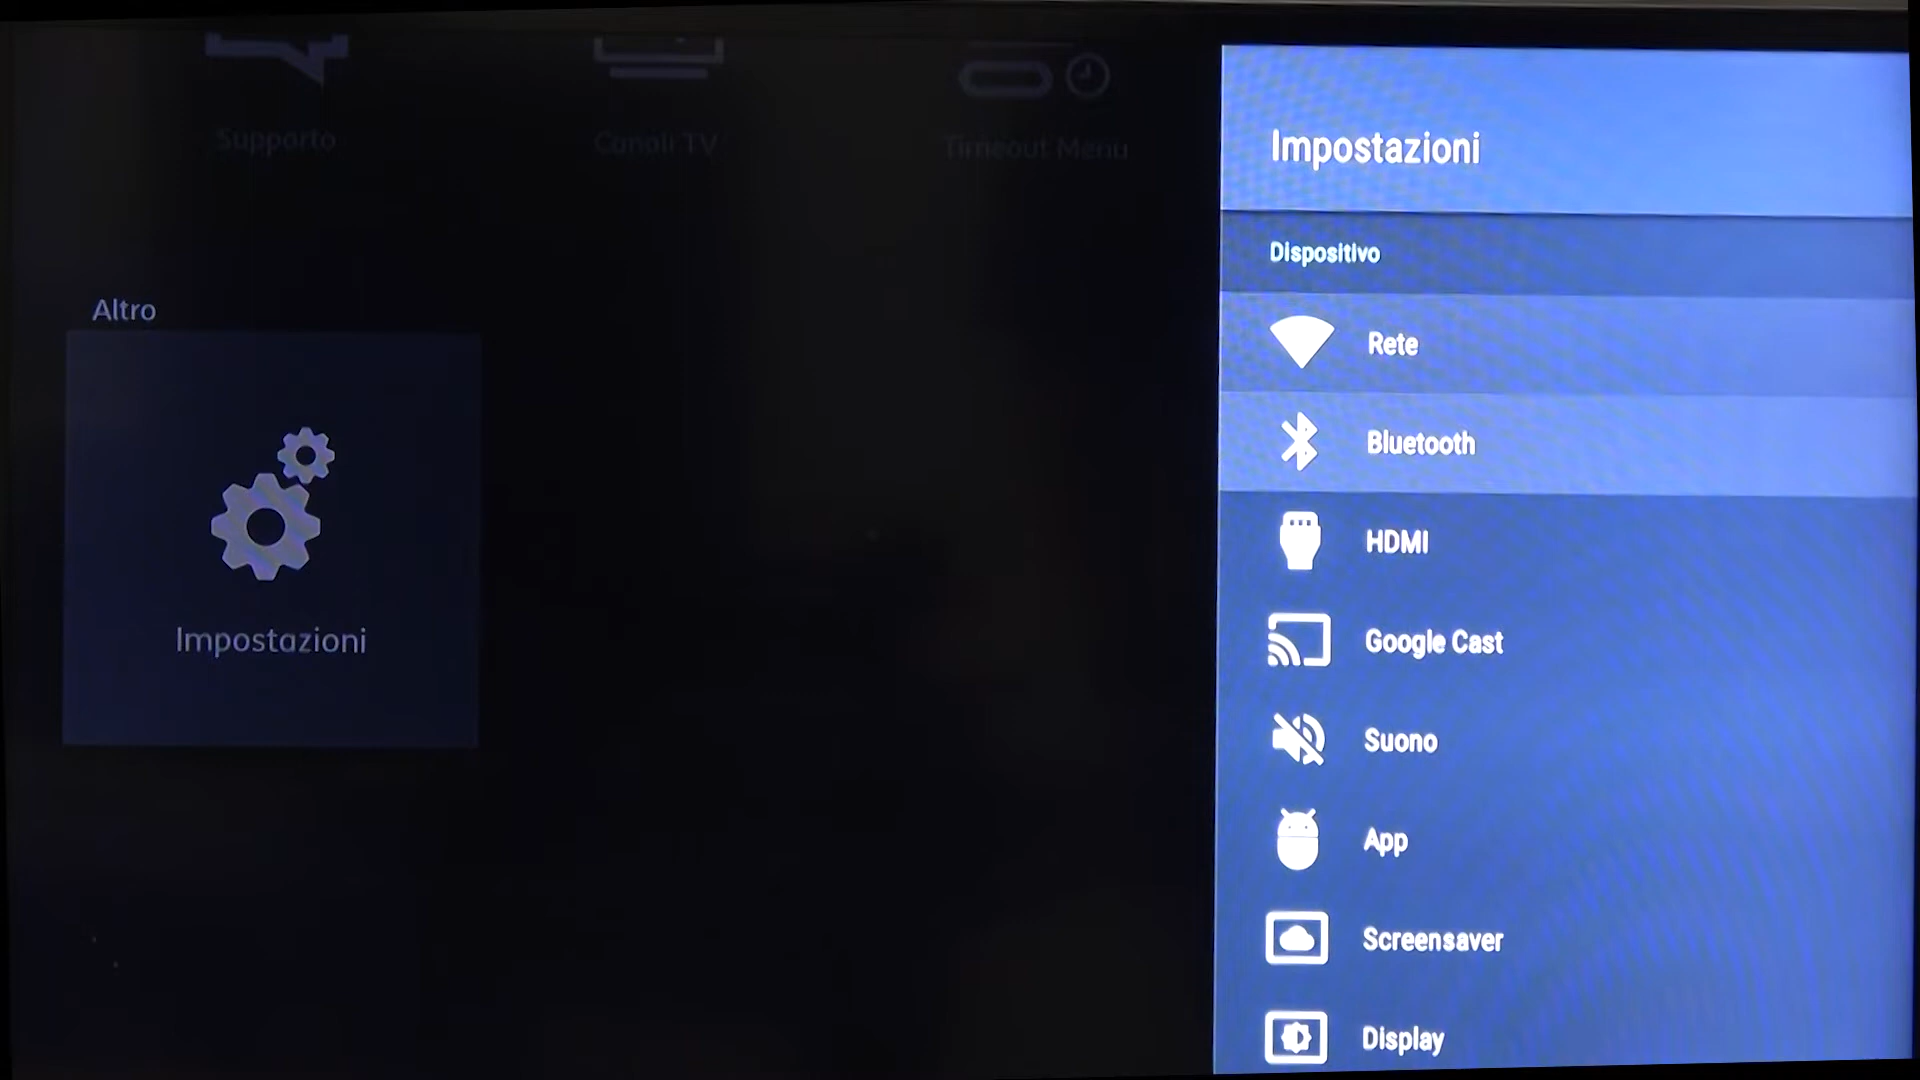 Supporto
Canali TV
Timeout Menu
Altro
Impostazioni
Impostazioni
Dispositivo
Rete
Bluetooth
HDMI
Google Cast
Suono
App
Screensaver
Display